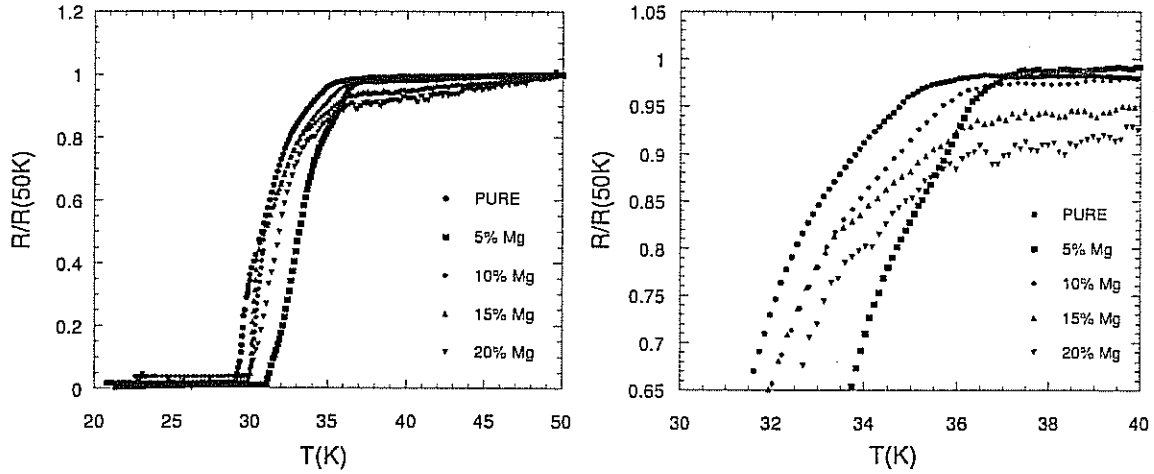 1.2
1
0.8
0.6
0.4
0.2
0
R/R(50K)
20 25 30 35 40 45 50
T(K)
PURE
5% Mg
10% Mg
15% Mg
20% Mg
1.05
1
0.95
0.9
0.85
0.8
0.75
0.7
0.65
R/R(50K)
30 32 34 36 38 40
T(K)
PURE
5% Mg
10% Mg
15% Mg
20% Mg